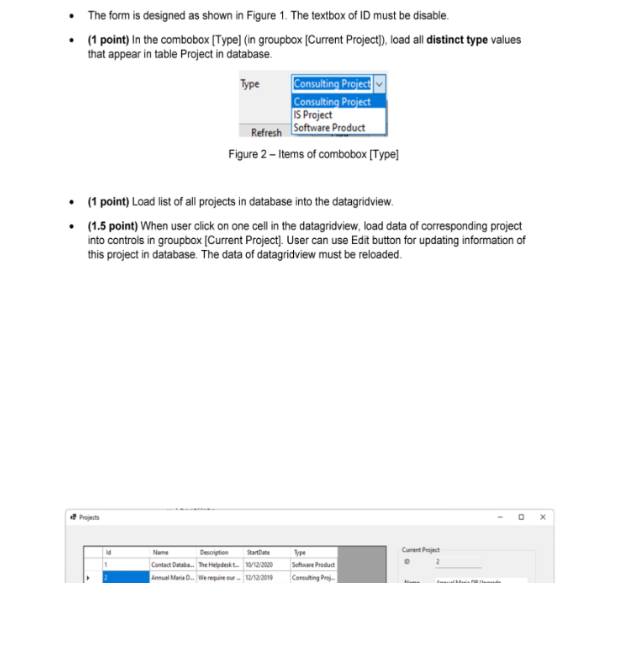 • The form is designed as shown in Figure 1. The textbox of ID must be disable.
• (1 point) In the combobox [Type] (in groupbox [Current Project]), load all distinct type values
that appear in table Project in database.
Type Consulting Project
Consulting Project
IS Project
Software Product
Refresh
Figure 2 – Items of combobox [Type]
• (1 point) Load list of all projects in database into the datagridview.
• (1.5 point) When user click on one cell in the datagridview, load data of corresponding project
into controls in groupbox [Current Project]. User can use Edit button for updating information of
this project in database. The data of datagridview must be reloaded.
Projects
Id Name Description StartDate Type
Current Project
1 Contact Databa... The Helpdesk t... 10/12/2020 Software Product
ID 2
2 Annual Maria D... We require our ... 12/12/2019 Consulting Proj...